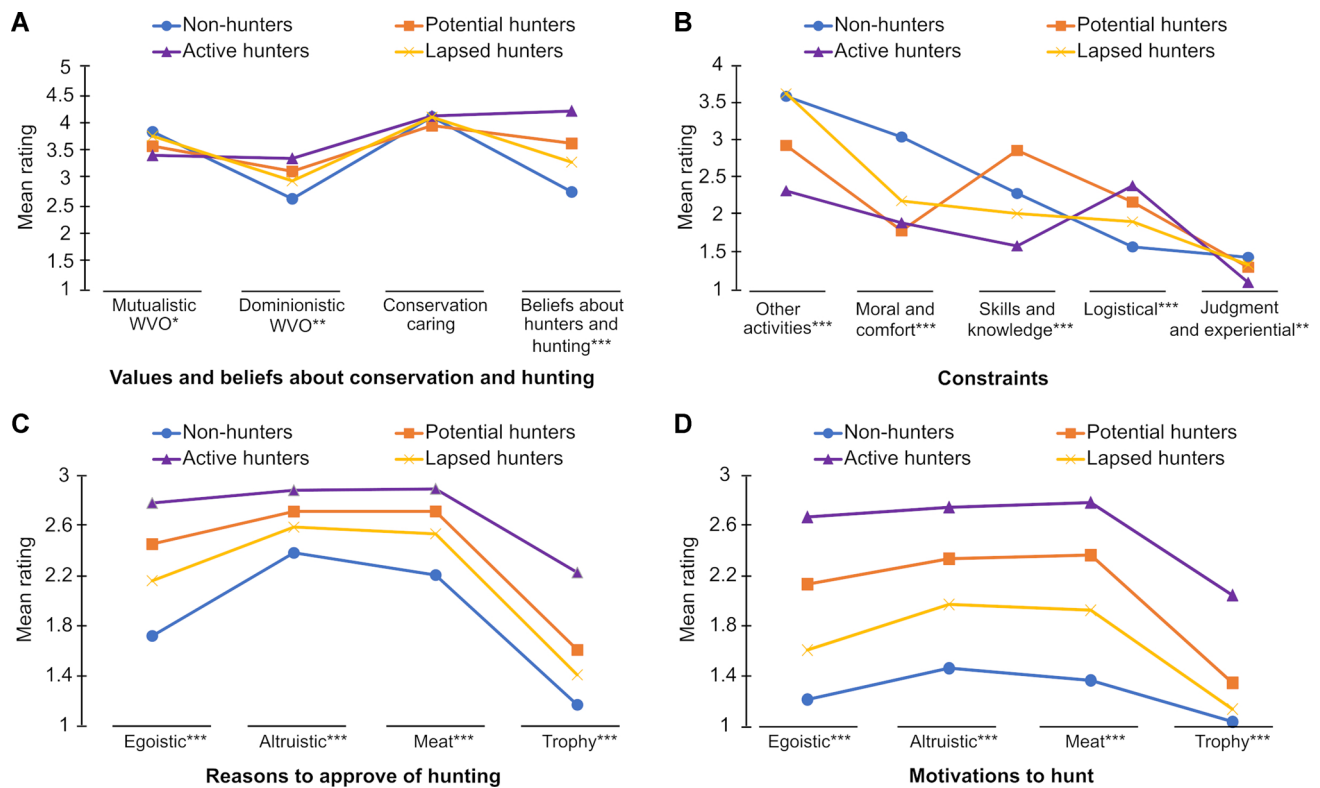 A
Non-hunters
Potential hunters
Active hunters
Lapsed hunters
5
4.5
4
3.5
3
2.5
2
1.5
1
Mean rating
Mutualistic
WVO*
Dominionistic
WVO**
Conservation
caring
Beliefs about
hunters and
hunting***
Values and beliefs about conservation and hunting
B
Non-hunters
Potential hunters
Active hunters
Lapsed hunters
4
3.5
3
2.5
2
1.5
1
Mean rating
Other
activities***
Moral and
comfort***
Skills and
knowledge***
Logistical***
Judgment
and experiential**
Constraints
C
Non-hunters
Potential hunters
Active hunters
Lapsed hunters
3
2.6
2.2
1.8
1.4
1
Mean rating
Egoistic***
Altruistic***
Meat***
Trophy***
Reasons to approve of hunting
D
Non-hunters
Potential hunters
Active hunters
Lapsed hunters
3
2.6
2.2
1.8
1.4
1
Mean rating
Egoistic***
Altruistic***
Meat***
Trophy***
Motivations to hunt